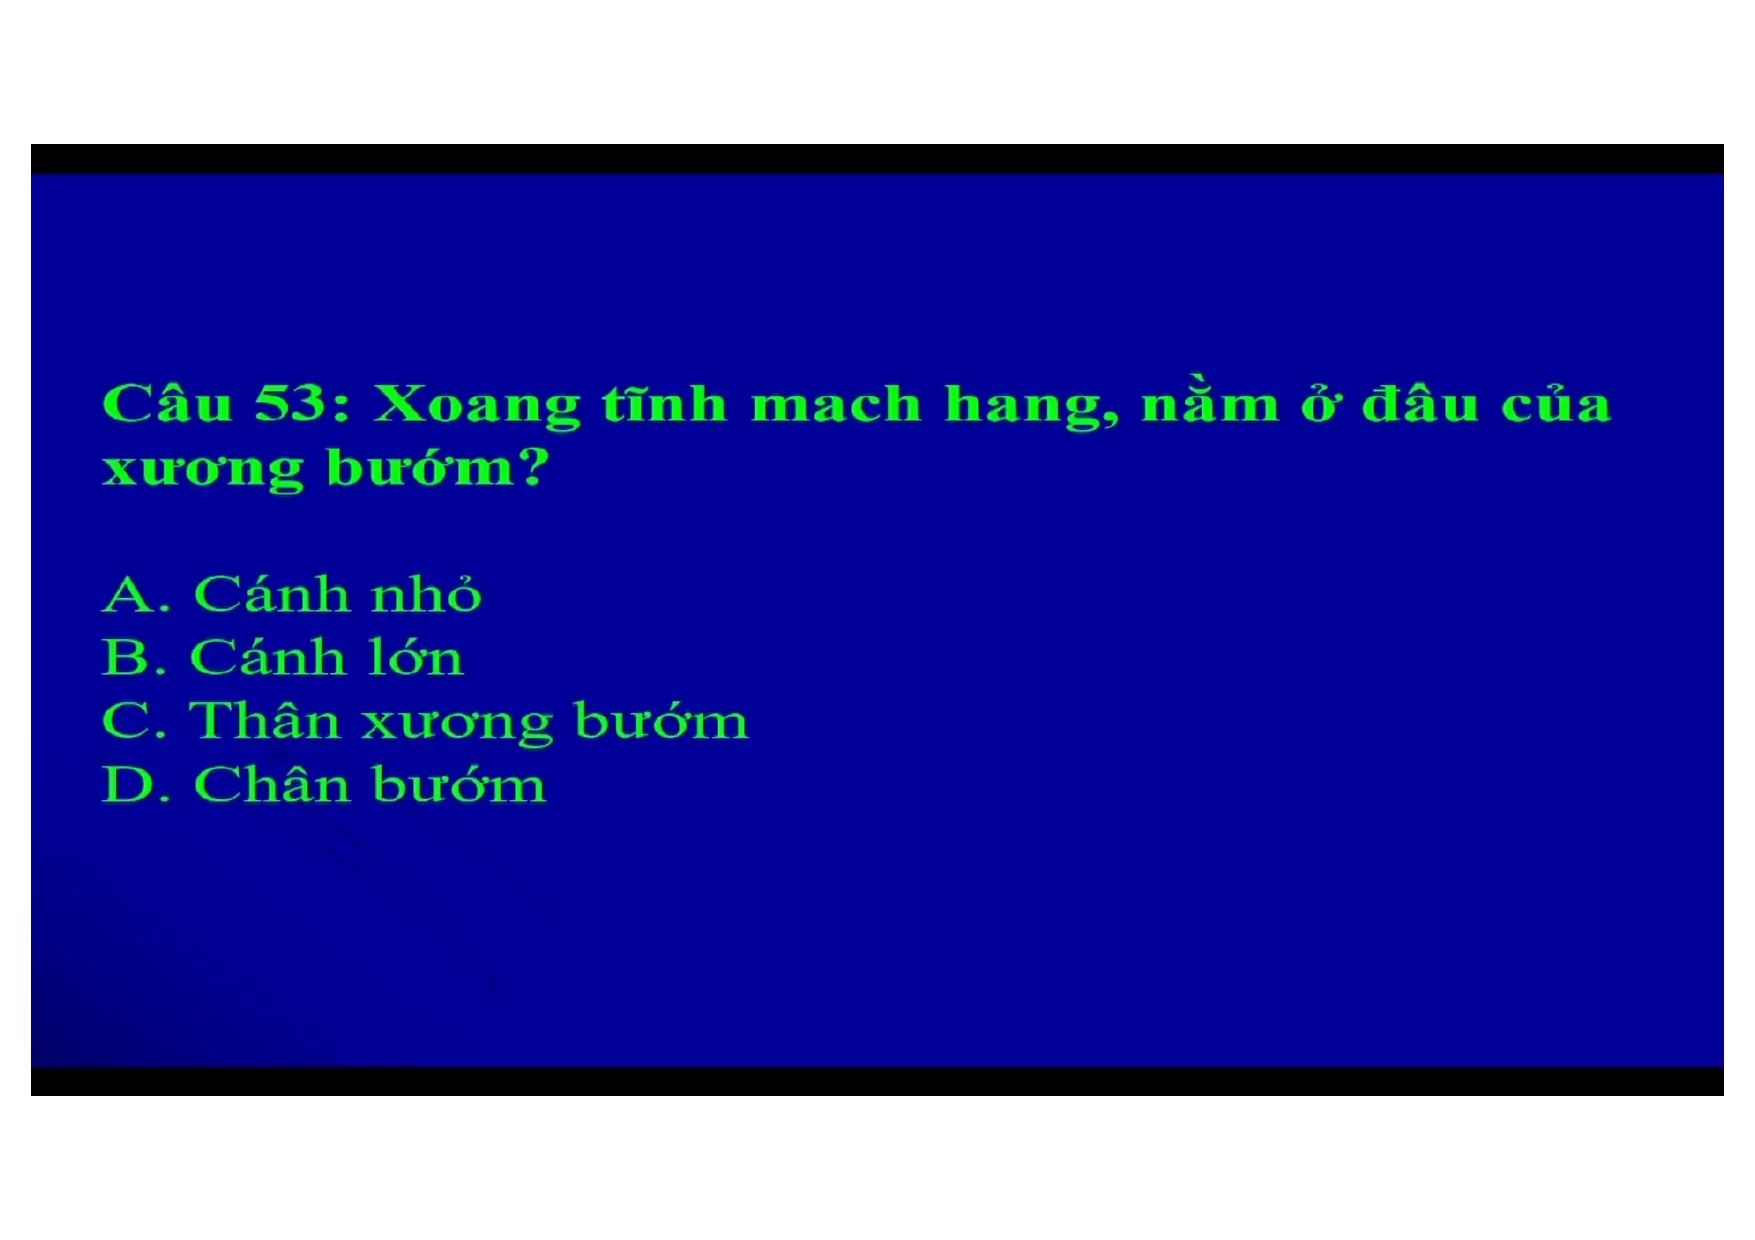 Câu 53: Xoang tĩnh mach hang, nằm ở đâu của
xương bướm?
A. Cánh nhỏ
B. Cánh lớn
C. Thân xương bướm
D. Chân bướm